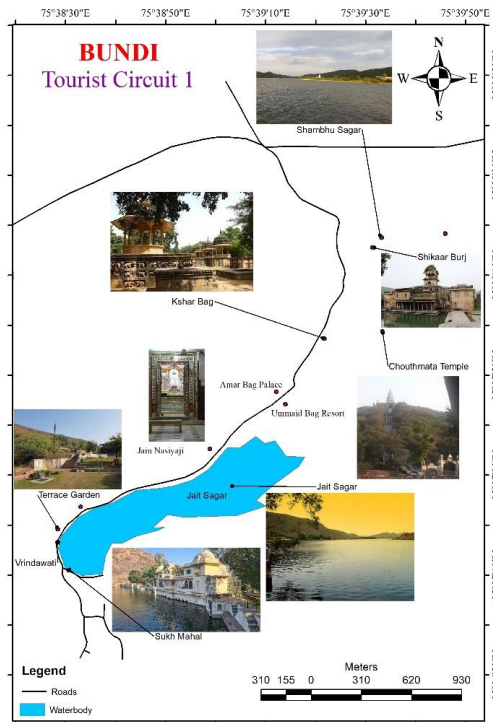 75°38'30"E
75°38'50"E
75°39'10"E
75°39'30"E
75°39'50"E
BUNDI
Tourist Circuit 1
N
W
E
S
Shambhu Sagar
Shikaar Burj
Kshar Bag
Chouthmata Temple
Amar Bag Palace
Ummaid Bag Resort
Jain Nasiyaji
Jait Sagar
Jait Sagar
Terrace Garden
Vrindawati
Sukh Mahal
Legend
Roads
Waterbody
Meters
310 155 0 310 620 930